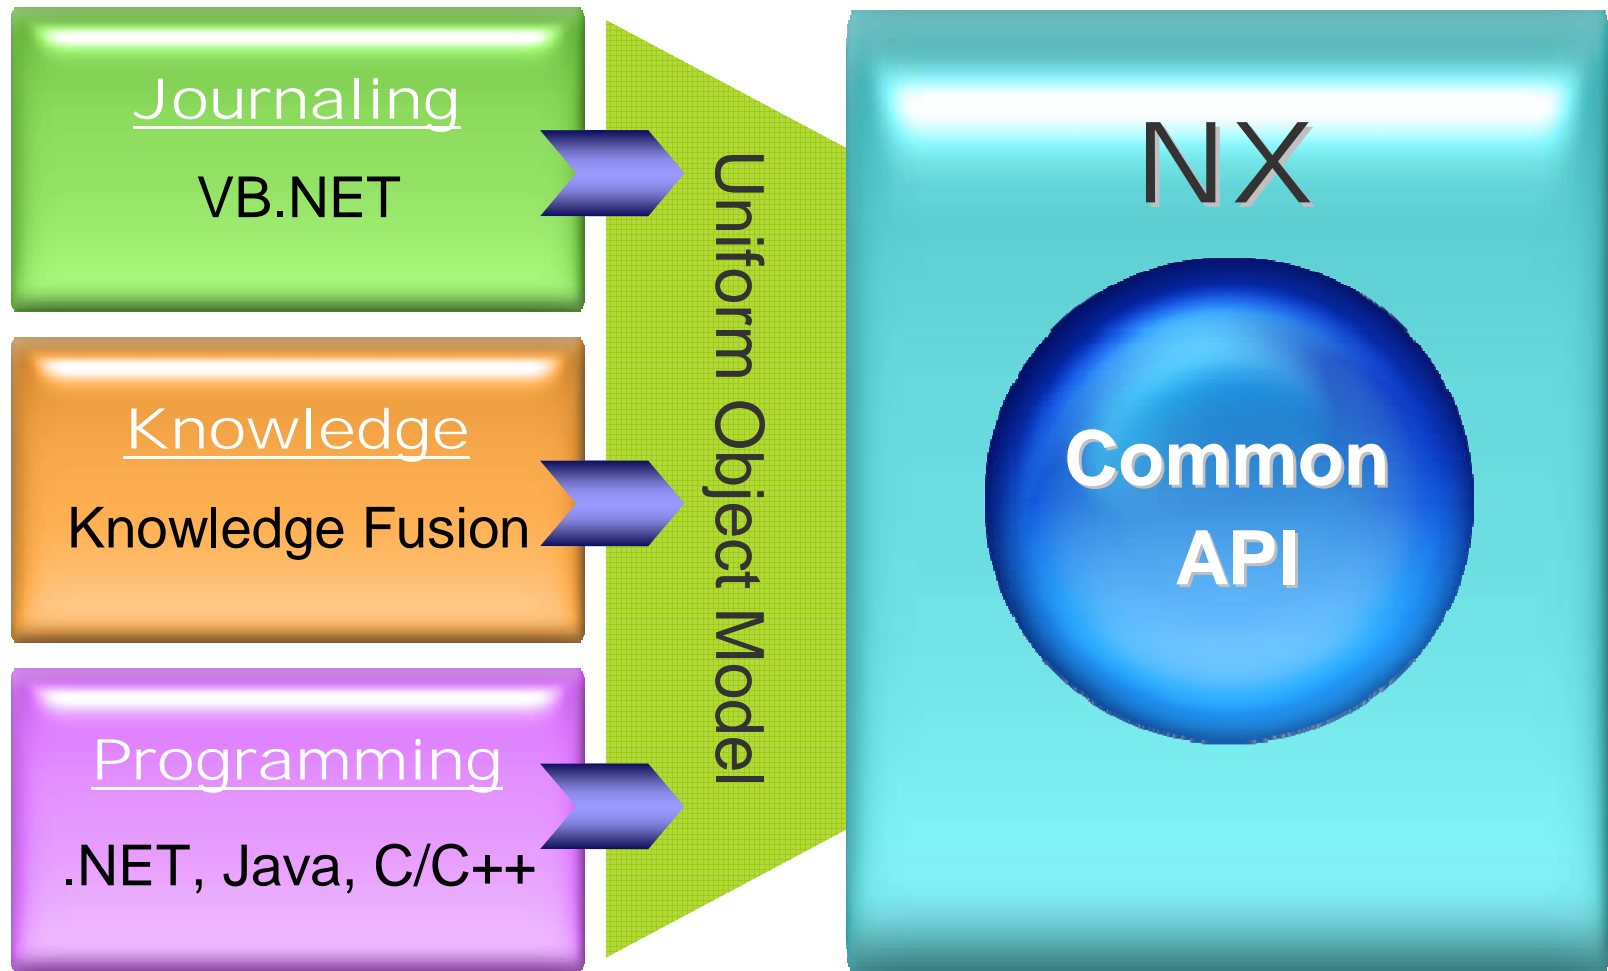 Journaling
VB.NET
Knowledge
Knowledge Fusion
Programming
.NET, Java, C/C++
Uniform Object Model
NX
Common
API